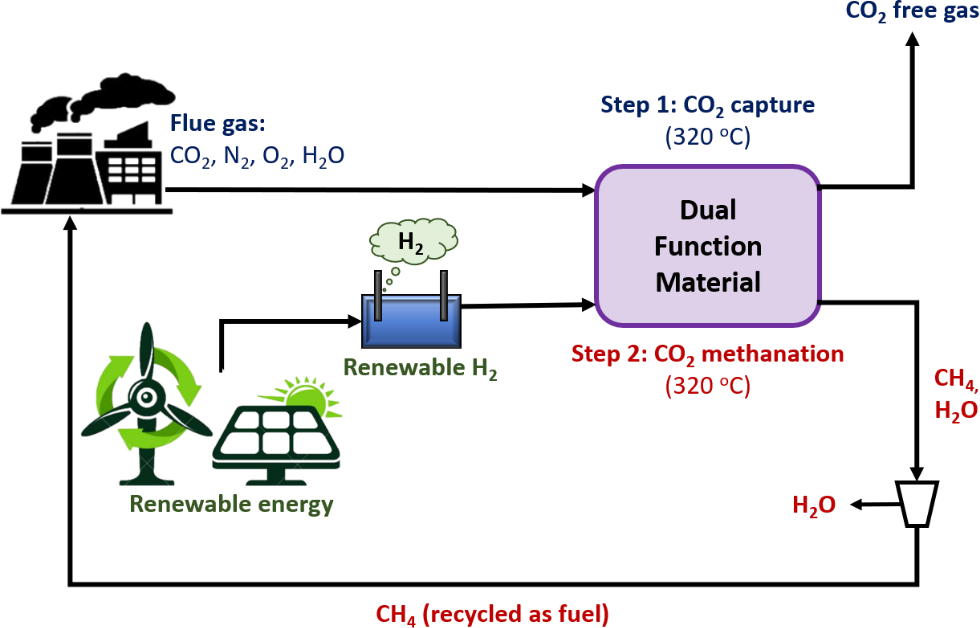 CO₂ free gas
Step 1: CO₂ capture
(320 ᵒC)
Flue gas:
CO₂, N₂, O₂, H₂O
Dual
Function
Material
H₂
Renewable H₂
Step 2: CO₂ methanation
(320 ᵒC)
CH₄,
H₂O
Renewable energy
H₂O
CH₄ (recycled as fuel)